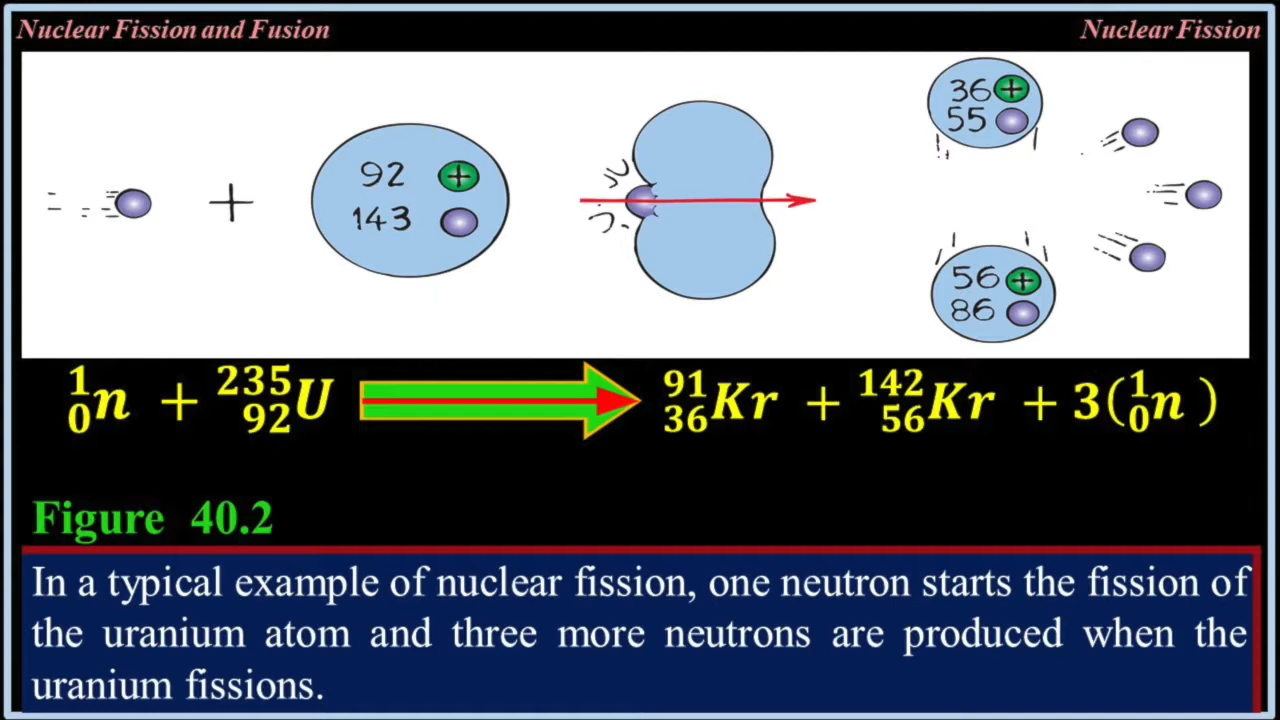 Nuclear Fission and Fusion
Nuclear Fission
+
92 +
143
36 +
55
56 +
86
¹₀n + ²³⁵₉₂U ⟶ ⁹¹₃₆Kr + ¹⁴²₅₆Kr + 3(¹₀n )
Figure 40.2
In a typical example of nuclear fission, one neutron starts the fission of
the uranium atom and three more neutrons are produced when the
uranium fissions.